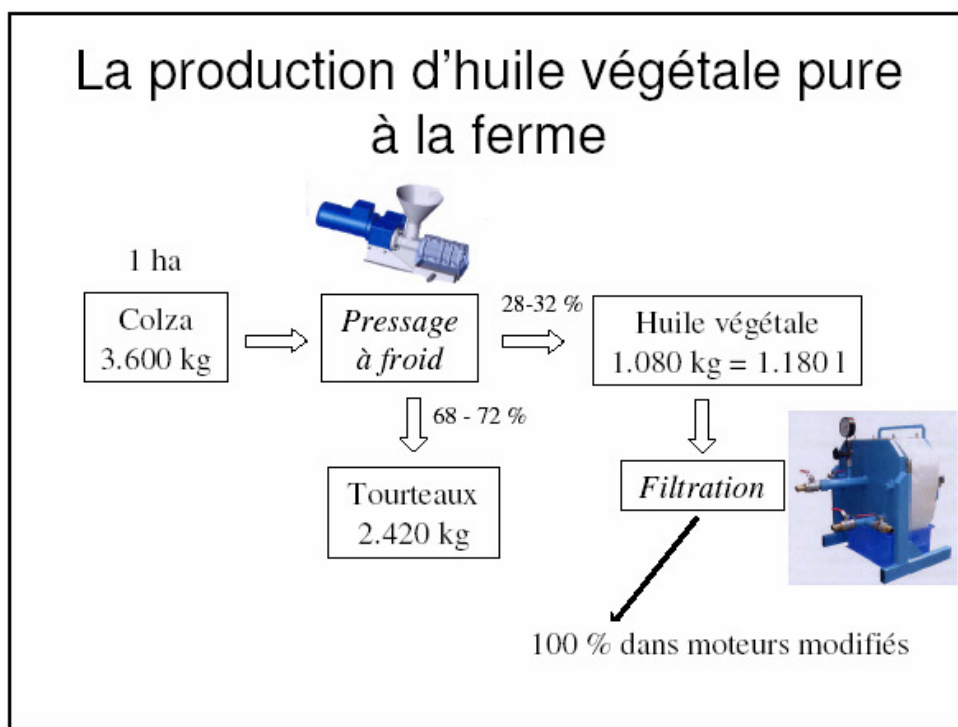 La production d'huile végétale pure
à la ferme
1 ha
Colza
3.600 kg
Pressage
à froid
28-32 %
Huile végétale
1.080 kg = 1.180 l
68 - 72 %
Tourteaux
2.420 kg
Filtration
100 % dans moteurs modifiés